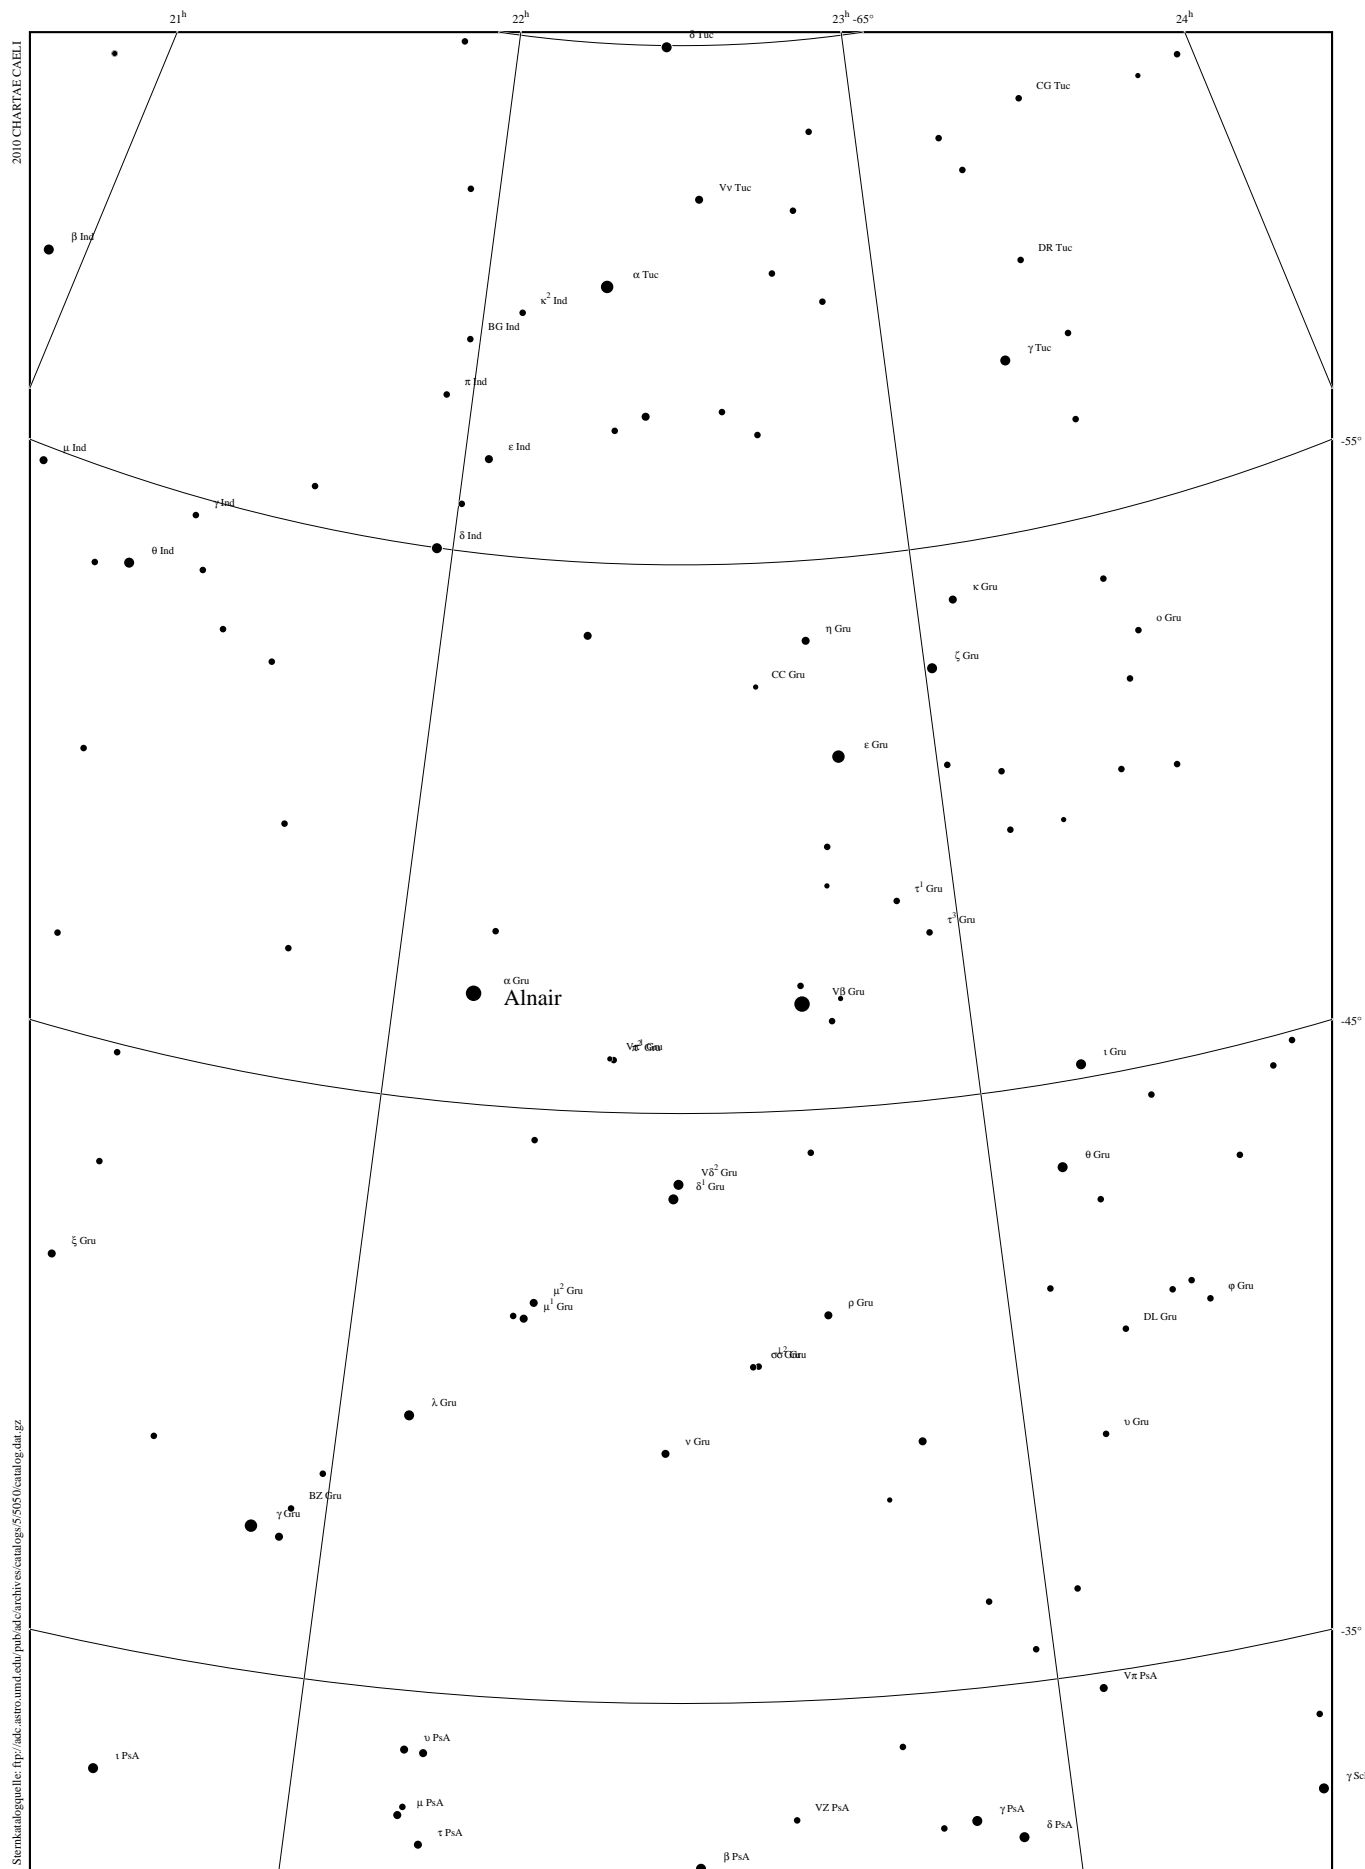 21h
22h
23h -65°
24h
2010 CHARTAE CAELI
δ Tuc
CG Tuc
Vν Tuc
β Ind
DR Tuc
α Tuc
κ2 Ind
BG Ind
γ Tuc
π Ind
-55°
μ Ind
ε Ind
γ Ind
δ Ind
θ Ind
κ Gru
ο Gru
η Gru
ζ Gru
CC Gru
ε Gru
τ1 Gru
τ3 Gru
α Gru
Alnair
Vβ Gru
-45°
ι Gru
θ Gru
Vδ2 Gru
δ1 Gru
ξ Gru
φ Gru
μ2 Gru
μ1 Gru
ρ Gru
DL Gru
λ Gru
υ Gru
ν Gru
BZ Gru
γ Gru
Sternkatalogquelle: ftp://adc.astro.umd.edu/pub/adc/archives/catalogs/5/5050/catalog.dat.gz
-35°
Vπ PsA
υ PsA
ι PsA
γ Sc
μ PsA
VZ PsA
γ PsA
δ PsA
τ PsA
β PsA